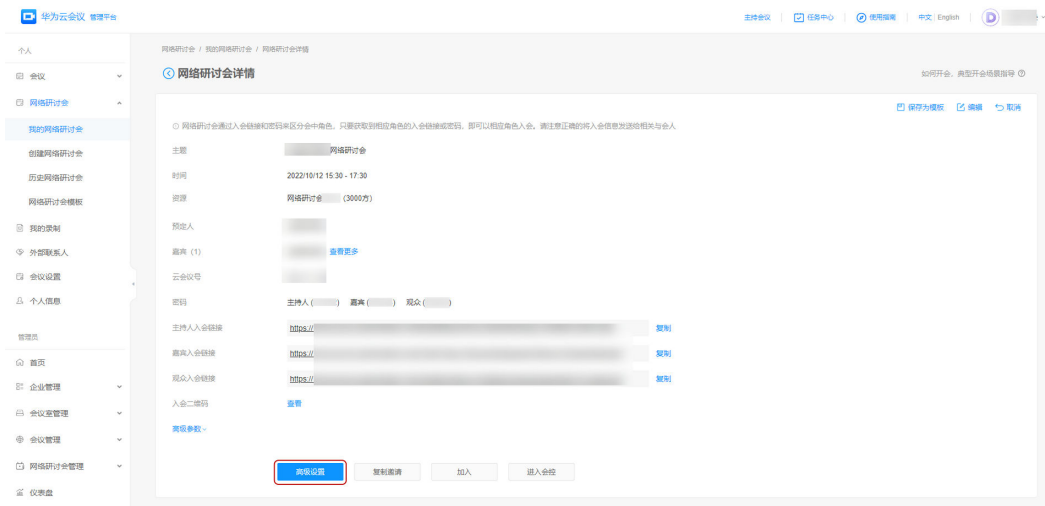 华为云会议 管理平台
主持会议 任务中心 使用指南 中文 | English
个人
会议
网络研讨会
我的网络研讨会
创建网络研讨会
历史网络研讨会
网络研讨会模板
我的录制
外部联系人
会议设置
个人信息
管理员
首页
企业管理
会议室管理
会议管理
网络研讨会管理
仪表盘
网络研讨会 / 我的网络研讨会 / 网络研讨会详情
网络研讨会详情
如何开会，典型开会场景指导
保存为模板 编辑 取消
网络研讨会通过入会链接和密码来区分会中角色，只要获取到相应角色的入会链接或密码，即可以相应角色入会。请注意正确的将入会信息发送给相关与会人
主题 网络研讨会
时间 2022/10/12 15:30 - 17:30
资源 网络研讨会 (3000方)
预定人
嘉宾 (1) 查看更多
云会议号
密码 主持人 ( ) 嘉宾 ( ) 观众 ( )
主持人入会链接 https:// 复制
嘉宾入会链接 https:// 复制
观众入会链接 https:// 复制
入会二维码 查看
高级参数
高级设置 复制邀请 加入 进入会控